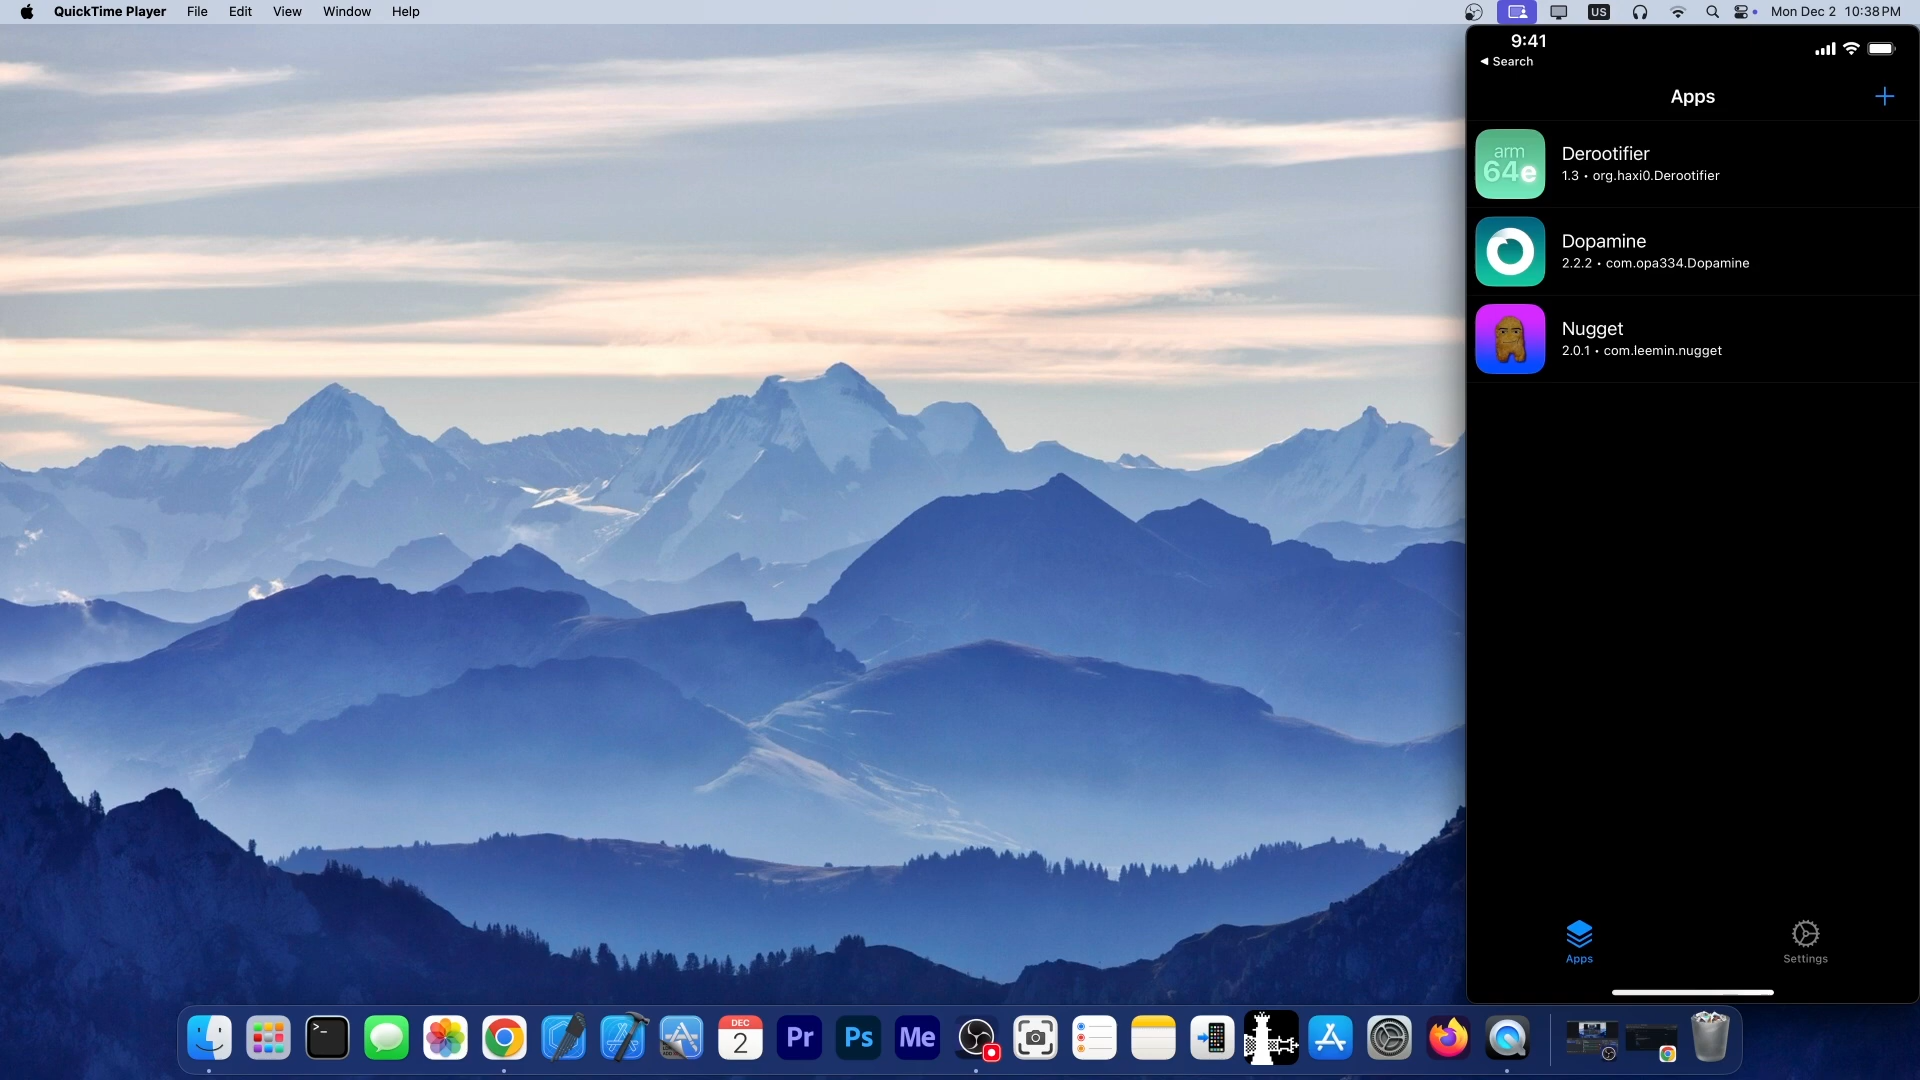 QuickTime Player File Edit View Window Help
US
Mon Dec 2 10:38 PM
9:41
◀ Search
Apps
arm
64e
Derootifier
1.3 • org.haxi0.Derootifier
Dopamine
2.2.2 • com.opa334.Dopamine
Nugget
2.0.1 • com.leemin.nugget
Apps
Settings
>_
DEC
2
Pr
Ps
Me